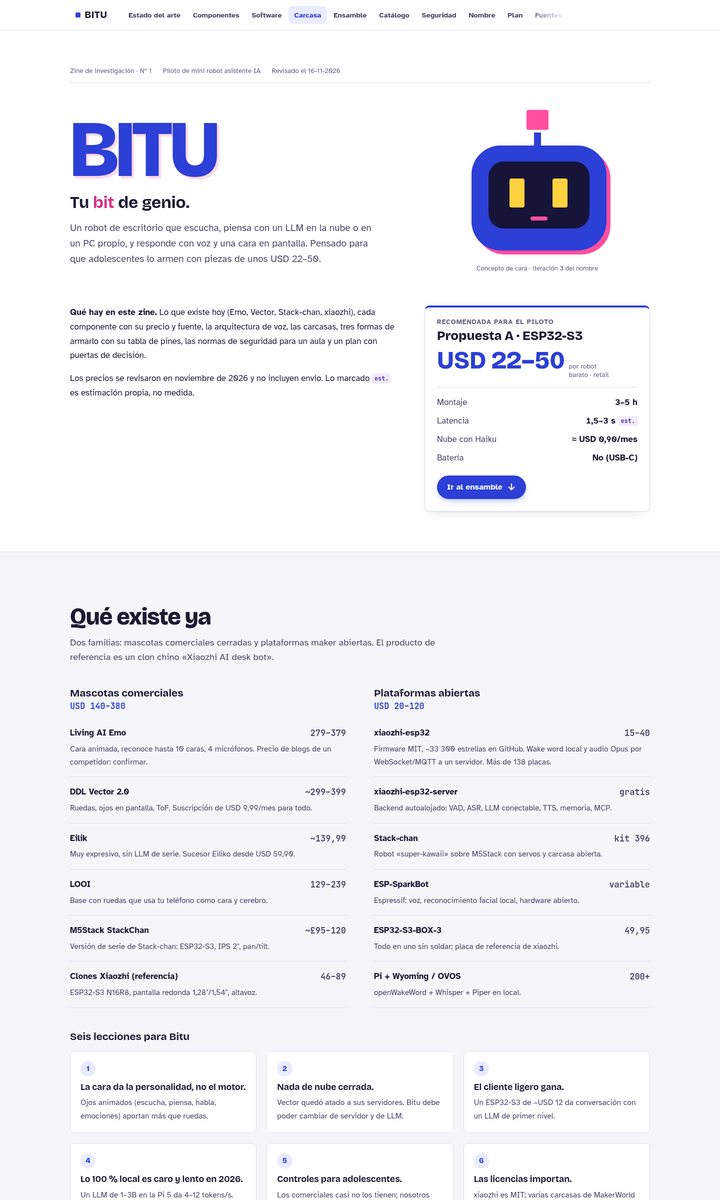 BITU
Estado del arte
Componentes
Software
Carcasa
Ensamble
Catálogo
Seguridad
Nombre
Plan
Fuentes
Zine de investigación · Nº 1
Piloto de mini robot asistente IA
Revisado el 16-11-2026
BITU
Tu bit de genio.
Un robot de escritorio que escucha, piensa con un LLM en la nube o en
un PC propio, y responde con voz y una cara en pantalla. Pensado para
que adolescentes lo armen con piezas de unos USD 22–50.
Concepto de cara · iteración 3 del nombre
Qué hay en este zine. Lo que existe hoy (Emo, Vector, Stack-chan, xiaozhi), cada
componente con su precio y fuente, la arquitectura de voz, las carcasas, tres formas de
armarlo con su tabla de pines, las normas de seguridad para un aula y un plan con
puertas de decisión.
Los precios se revisaron en noviembre de 2026 y no incluyen envío. Lo marcado est.
es estimación propia, no medida.
RECOMENDADA PARA EL PILOTO
Propuesta A · ESP32-S3
USD 22–50 por robot
barato · retail
Montaje 3–5 h
Latencia 1,5–3 s est.
Nube con Haiku ≈ USD 0,90/mes
Batería No (USB-C)
Ir al ensamble ↓
Qué existe ya
Dos familias: mascotas comerciales cerradas y plataformas maker abiertas. El producto de
referencia es un clon chino «Xiaozhi AI desk bot».
Mascotas comerciales
USD 140–380
Living AI Emo 279–379
Cara animada, reconoce hasta 10 caras, 4 micrófonos. Precio de blogs de un
competidor: confirmar.
DDL Vector 2.0 ~299–399
Ruedas, ojos en pantalla, ToF. Suscripción de USD 9,99/mes para todo.
Eilik ~139,99
Muy expresivo, sin LLM de serie. Sucesor Eiliko desde USD 59,90.
LOOI 129–239
Base con ruedas que usa tu teléfono como cara y cerebro.
M5Stack StackChan ~£95–120
Versión de serie de Stack-chan: ESP32-S3, IPS 2", pan/tilt.
Clones Xiaozhi (referencia) 46–89
ESP32-S3 N16R8, pantalla redonda 1,28"/1,54", altavoz.
Plataformas abiertas
USD 20–120
xiaozhi-esp32 15–40
Firmware MIT, ~33 300 estrellas en GitHub. Wake word local y audio Opus por
WebSocket/MQTT a un servidor. Más de 138 placas.
xiaozhi-esp32-server gratis
Backend autoalojado: VAD, ASR, LLM conectable, TTS, memoria, MCP.
Stack-chan kit 396
Robot «super-kawaii» sobre M5Stack con servos y carcasa abierta.
ESP-SparkBot variable
Espressif: voz, reconocimiento facial local, hardware abierto.
ESP32-S3-BOX-3 49,95
Todo en uno sin soldar; placa de referencia de xiaozhi.
Pi + Wyoming / OVOS 200+
openWakeWord + Whisper + Piper en local.
Seis lecciones para Bitu
1
La cara da la personalidad, no el motor.
Ojos animados (escucha, piensa, habla,
emociones) aportan más que ruedas.
2
Nada de nube cerrada.
Vector quedó atado a sus servidores. Bitu debe
poder cambiar de servidor y de LLM.
3
El cliente ligero gana.
Un ESP32-S3 de ~USD 12 da conversación con
un LLM de primer nivel.
4
Lo 100 % local es caro y lento en 2026.
Un LLM de 1–3B en la Pi 5 da 4–12 tokens/s.
5
Controles para adolescentes.
Los comerciales casi no los tienen; nosotros
6
Las licencias importan.
xiaozhi es MIT; varias carcasas de MakerWorld